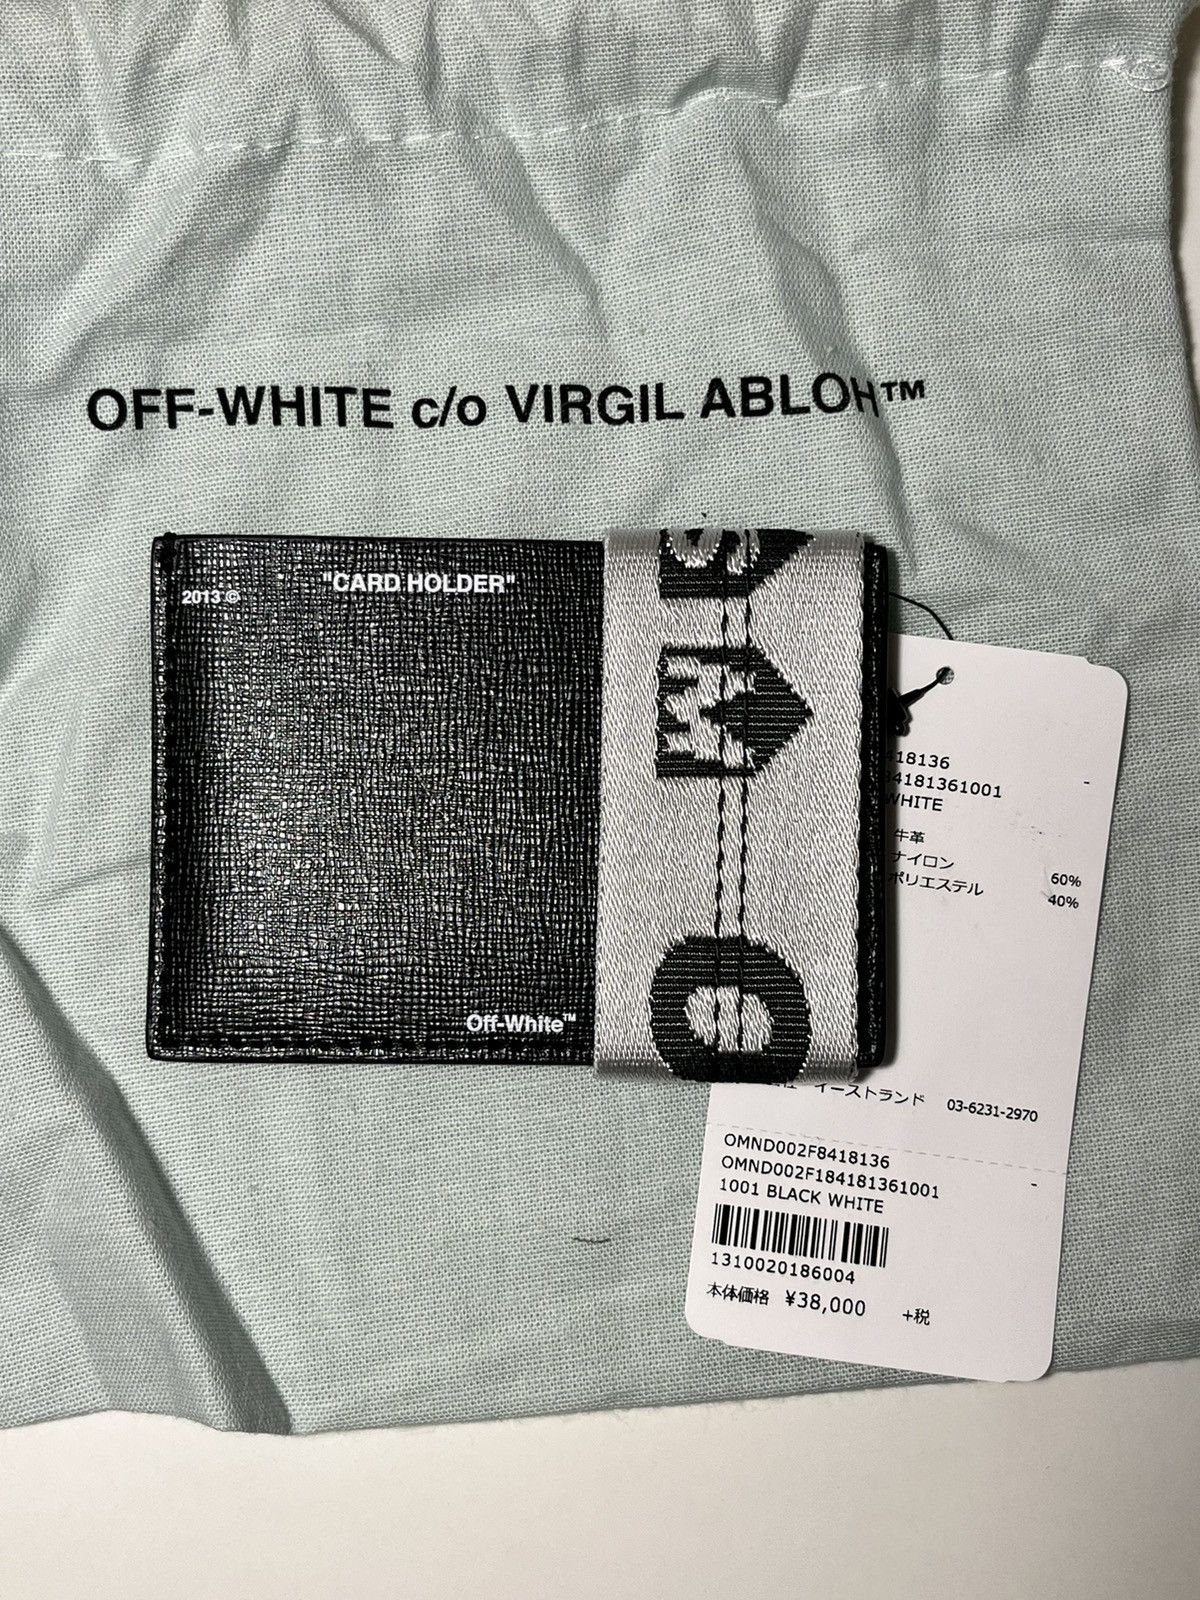 OFF-WHITE c/o VIRGIL ABLOH™
"CARD HOLDER"
2013 ©
Off-White™
418136
84181361001
WHITE
-
牛革
ナイロン 60%
ポリエステル 40%
イーストランド 03-6231-2970
OMND002F8418136
OMND002F184181361001
-
1001 BLACK WHITE
1310020186004
本体価格 ¥38,000 +税